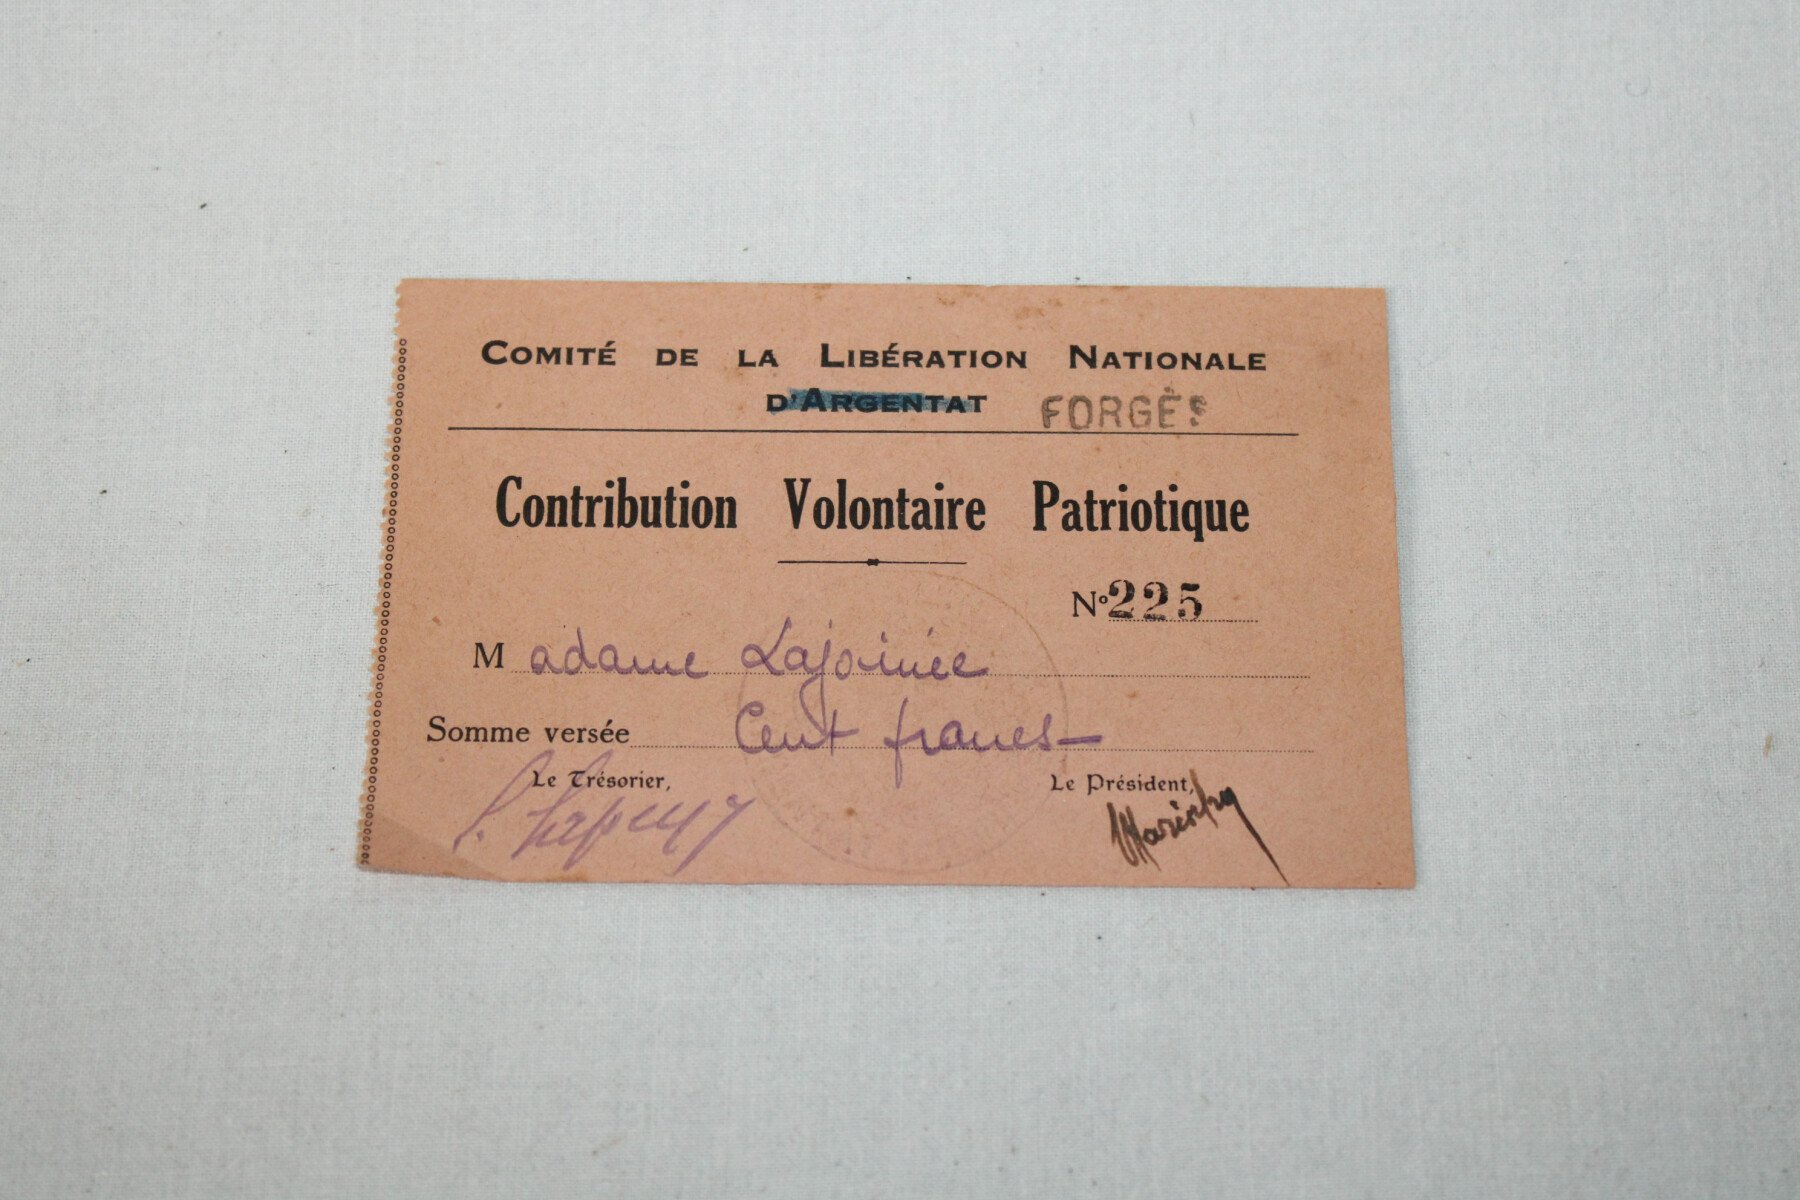 COMITÉ DE LA LIBÉRATION NATIONALE
D'ARGENTAT FORGÈS
Contribution Volontaire Patriotique
N° 225
Madame Lajoinie
Somme versée Cent francs
Le Trésorier,
Le Président,